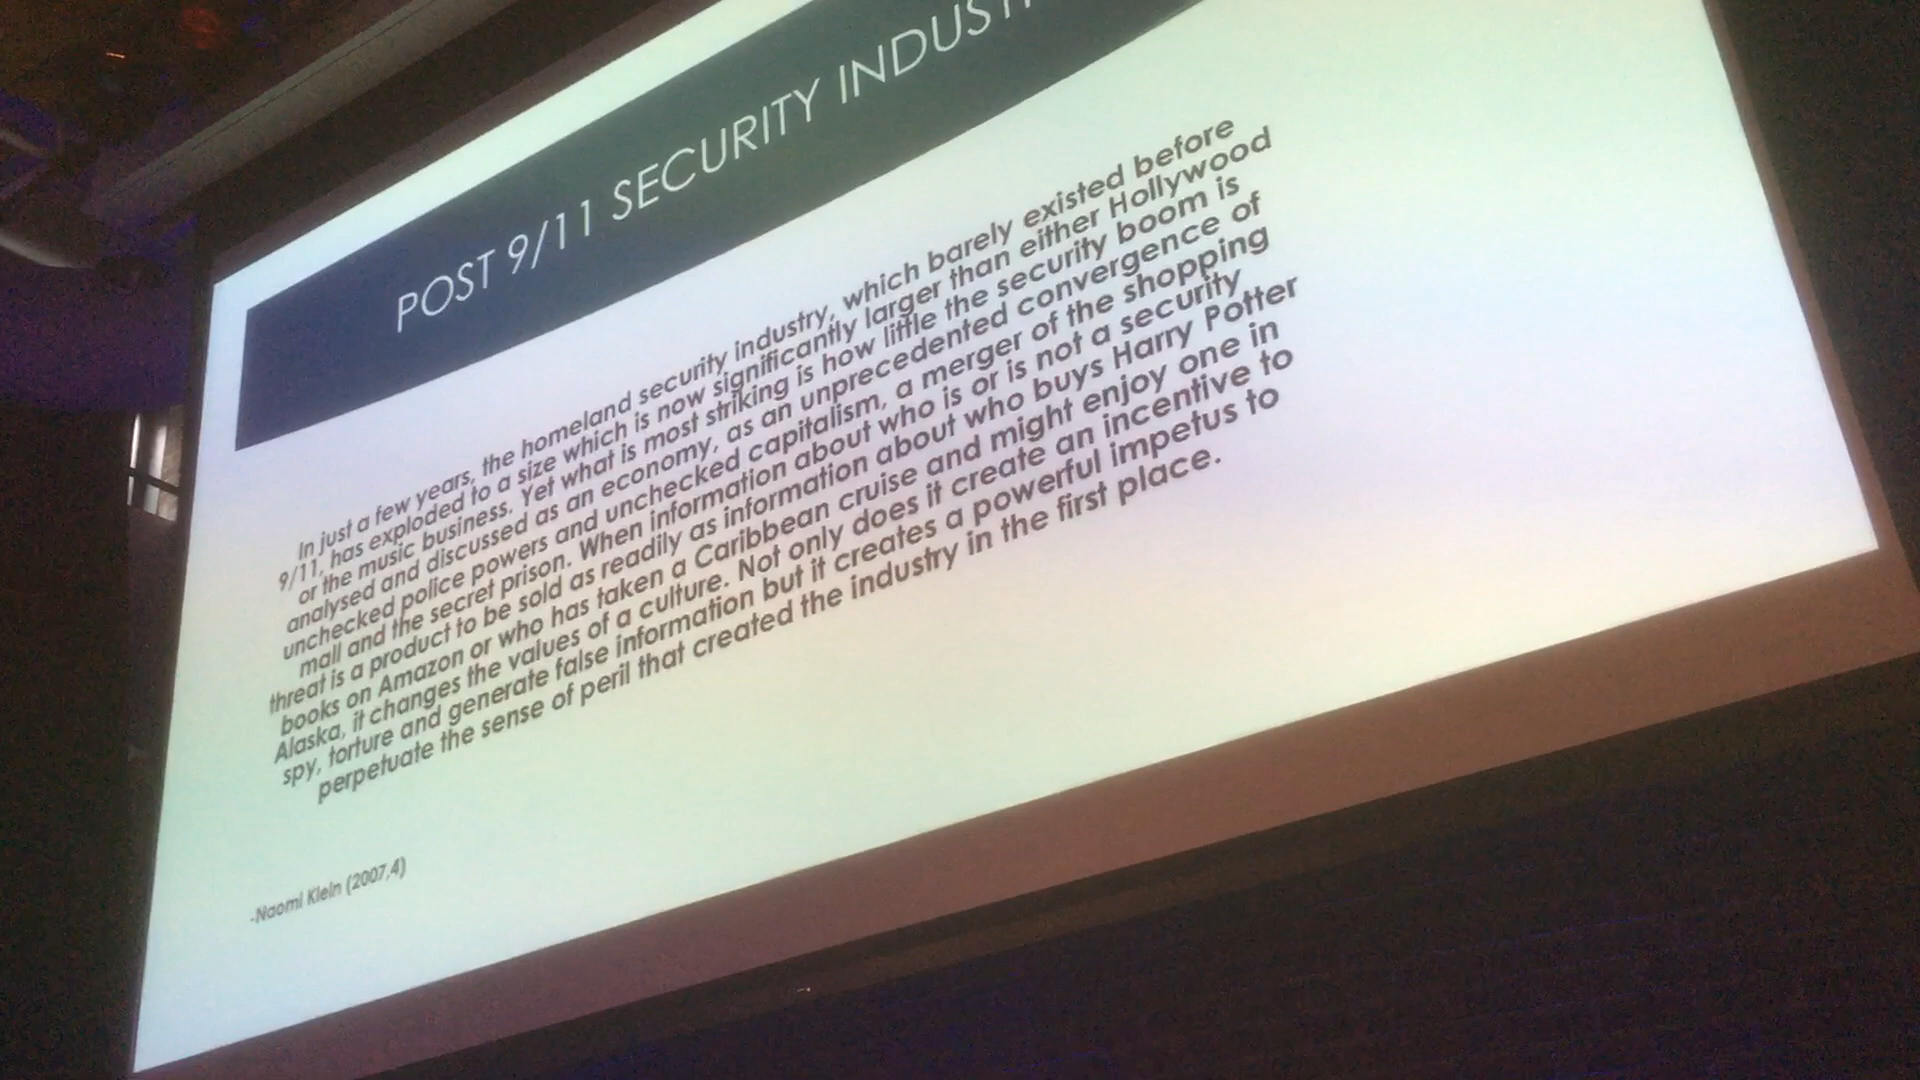 POST 9/11 SECURITY INDUST
In just a few years, the homeland security industry, which barely existed before
9/11, has exploded to a size which is now significantly larger than either Hollywood
or the music business. Yet what is most striking is how little the security boom is
analysed and discussed as an economy, as an unprecedented convergence of
unchecked police powers and unchecked capitalism, a merger of the shopping
mall and the secret prison. When information about who is or is not a security
threat is a product to be sold as readily as information about who buys Harry Potter
books on Amazon or who has taken a Caribbean cruise and might enjoy one in
Alaska, it changes the values of a culture. Not only does it create an incentive to
spy, torture and generate false information but it creates a powerful impetus to
perpetuate the sense of peril that created the industry in the first place.
-Naomi Klein (2007,4)